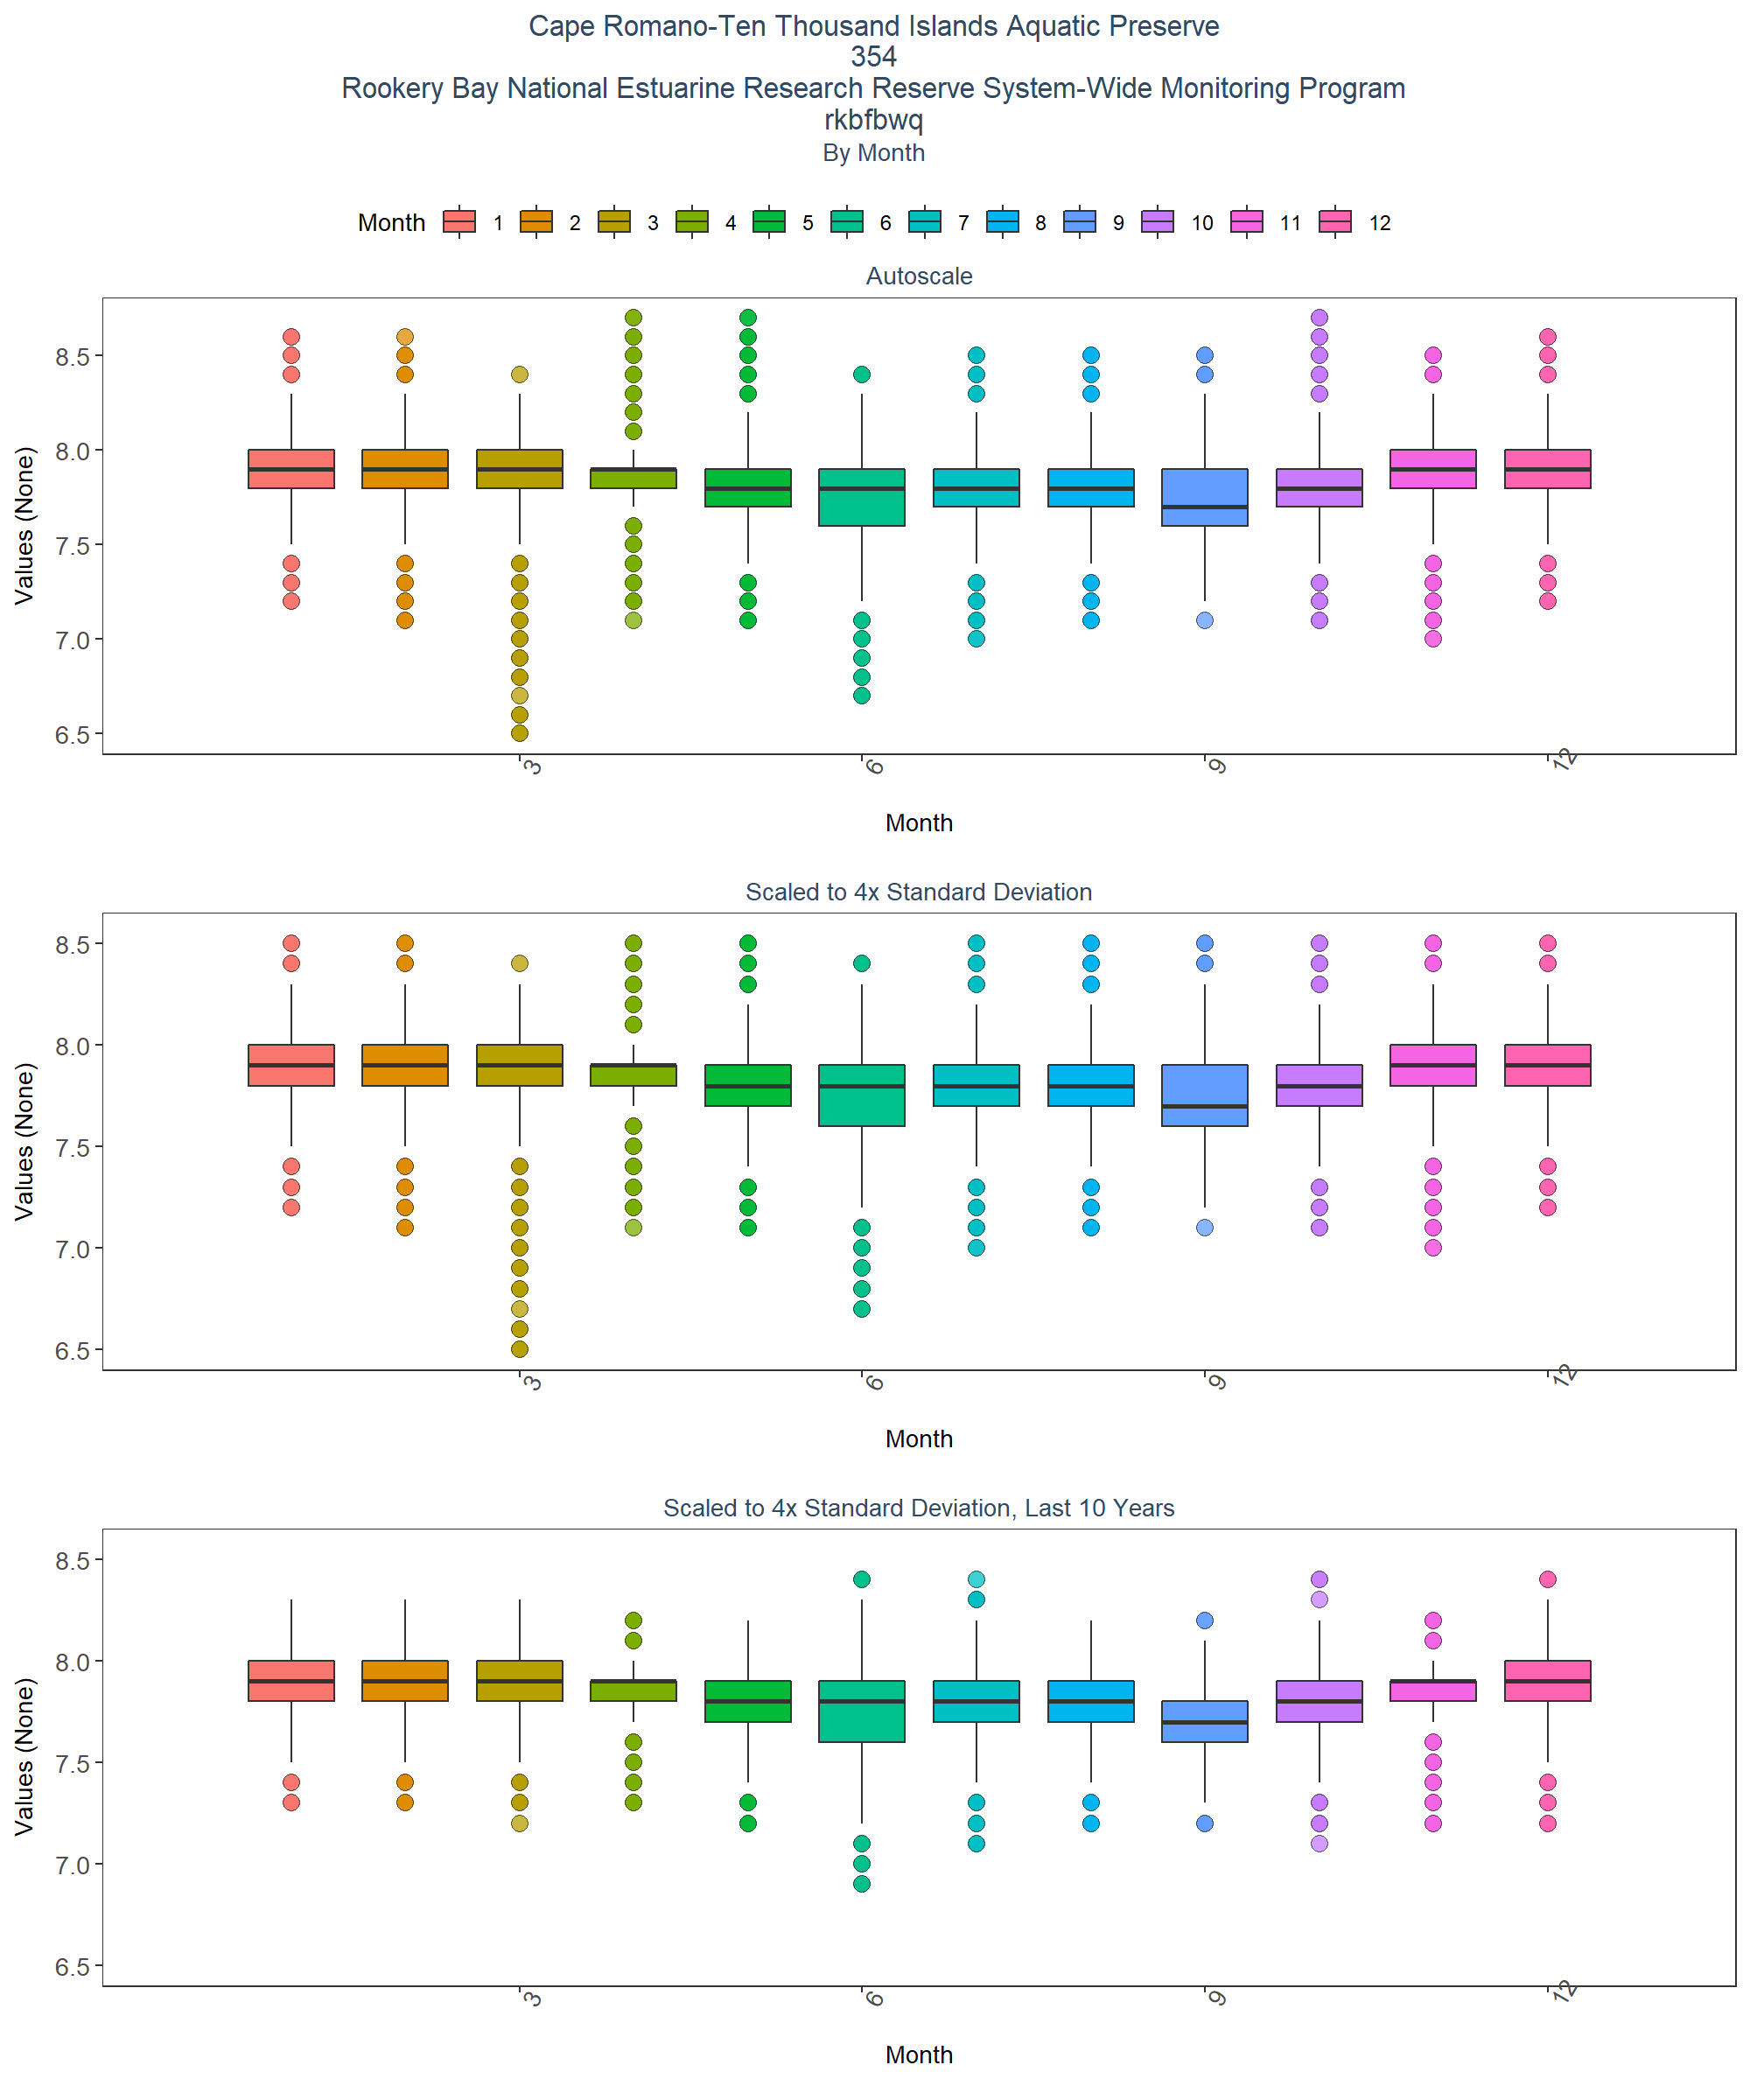 Cape Romano-Ten Thousand Islands Aquatic Preserve
354
Rookery Bay National Estuarine Research Reserve System-Wide Monitoring Program
rkbfbwq
By Month
Month 1 2 3 4 5 6 7 8 9 10 11 12
Autoscale
Values (None)
8.5
8.0
7.5
7.0
6.5
3 6 9 12
Month
Scaled to 4x Standard Deviation
Values (None)
8.5
8.0
7.5
7.0
6.5
3 6 9 12
Month
Scaled to 4x Standard Deviation, Last 10 Years
Values (None)
8.5
8.0
7.5
7.0
6.5
3 6 9 12
Month